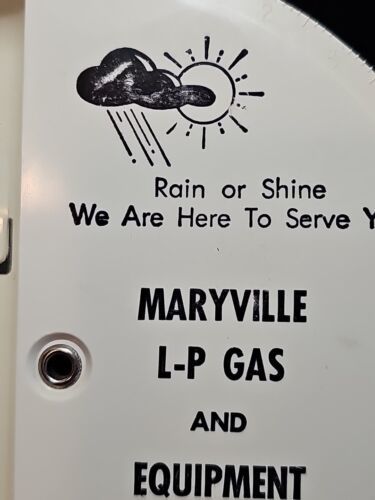 Rain or Shine
We Are Here To Serve Y
MARYVILLE
L-P GAS
AND
EQUIPMENT